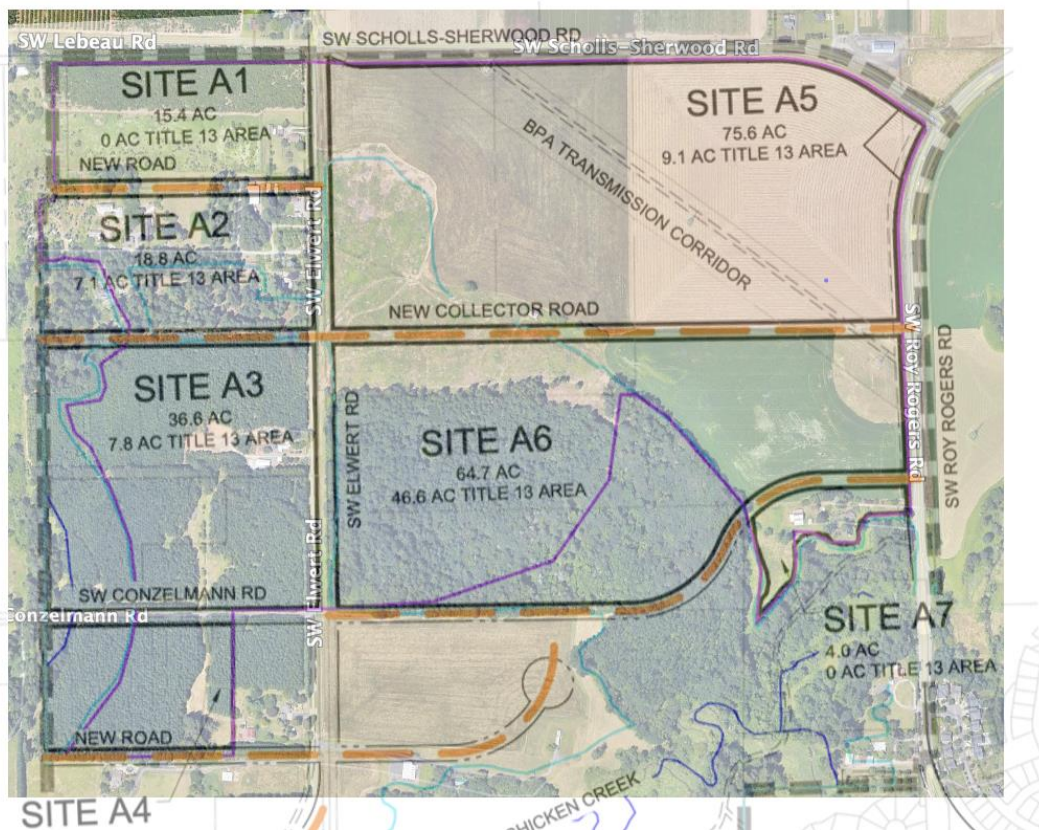 SW Lebeau Rd
SW SCHOLLS-SHERWOOD RD
SW Scholls-Sherwood Rd
SITE A1
15.4 AC
0 AC TITLE 13 AREA
NEW ROAD
SITE A5
75.6 AC
9.1 AC TITLE 13 AREA
BPA TRANSMISSION CORRIDOR
SITE A2
18.8 AC
7.1 AC TITLE 13 AREA
SW Elwert Rd
NEW COLLECTOR ROAD
SW Roy Rogers Rd
SW ROY ROGERS RD
SITE A3
36.6 AC
7.8 AC TITLE 13 AREA
SW ELWERT RD
SITE A6
64.7 AC
46.6 AC TITLE 13 AREA
SW Elwert Rd
SW CONZELMANN RD
Conzelmann Rd
SITE A7
4.0 AC
0 AC TITLE 13 AREA
NEW ROAD
SITE A4
CHICKEN CREEK